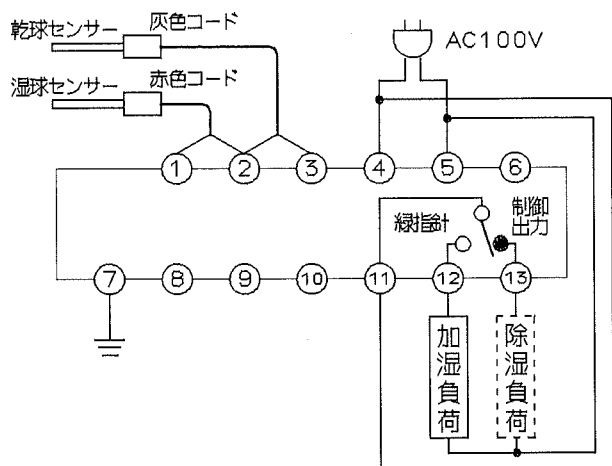 乾球センサー
灰色コード
AC100V
湿球センサー
赤色コード
1 2 3 4 5 6
緑指針
制御
出力
7 8 9 10 11 12 13
加湿負荷
除湿負荷